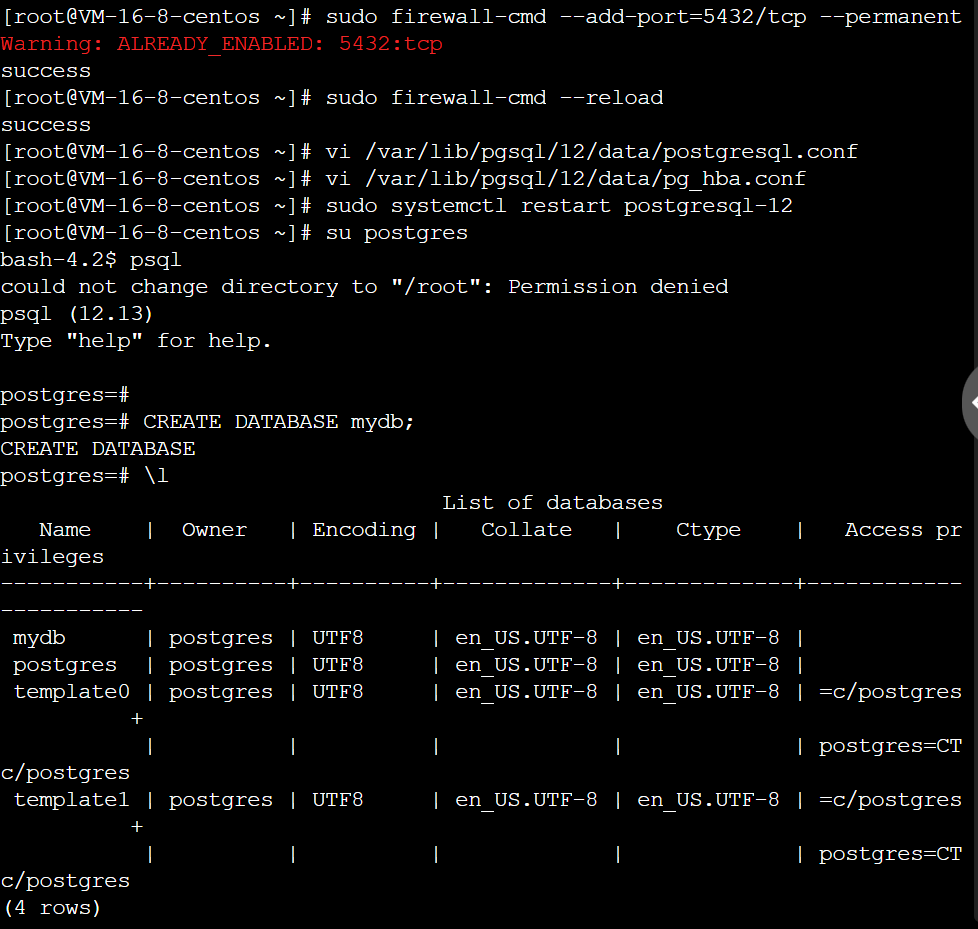 [root@VM-16-8-centos ~]# sudo firewall-cmd --add-port=5432/tcp --permanent
Warning: ALREADY_ENABLED: 5432:tcp
success
[root@VM-16-8-centos ~]# sudo firewall-cmd --reload
success
[root@VM-16-8-centos ~]# vi /var/lib/pgsql/12/data/postgresql.conf
[root@VM-16-8-centos ~]# vi /var/lib/pgsql/12/data/pg_hba.conf
[root@VM-16-8-centos ~]# sudo systemctl restart postgresql-12
[root@VM-16-8-centos ~]# su postgres
bash-4.2$ psql
could not change directory to "/root": Permission denied
psql (12.13)
Type "help" for help.

postgres=#
postgres=# CREATE DATABASE mydb;
CREATE DATABASE
postgres=# \l
                                  List of databases
   Name    |  Owner   | Encoding |   Collate   |    Ctype    |   Access pr
ivileges
-----------+----------+----------+-------------+-------------+------------
-----------
 mydb      | postgres | UTF8     | en_US.UTF-8 | en_US.UTF-8 |
 postgres  | postgres | UTF8     | en_US.UTF-8 | en_US.UTF-8 |
 template0 | postgres | UTF8     | en_US.UTF-8 | en_US.UTF-8 | =c/postgres
          +
           |          |          |             |             | postgres=CT
c/postgres
 template1 | postgres | UTF8     | en_US.UTF-8 | en_US.UTF-8 | =c/postgres
          +
           |          |          |             |             | postgres=CT
c/postgres
(4 rows)